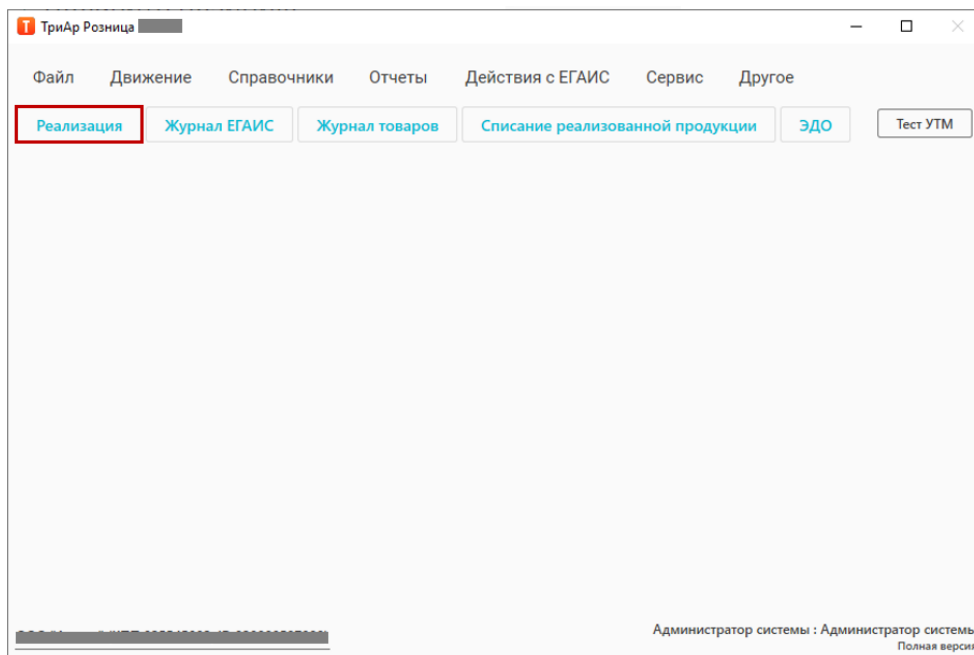 ТриАр Розница
Файл Движение Справочники Отчеты Действия с ЕГАИС Сервис Другое
Реализация Журнал ЕГАИС Журнал товаров Списание реализованной продукции ЭДО Тест УТМ
Администратор системы : Администратор системы
Полная версия